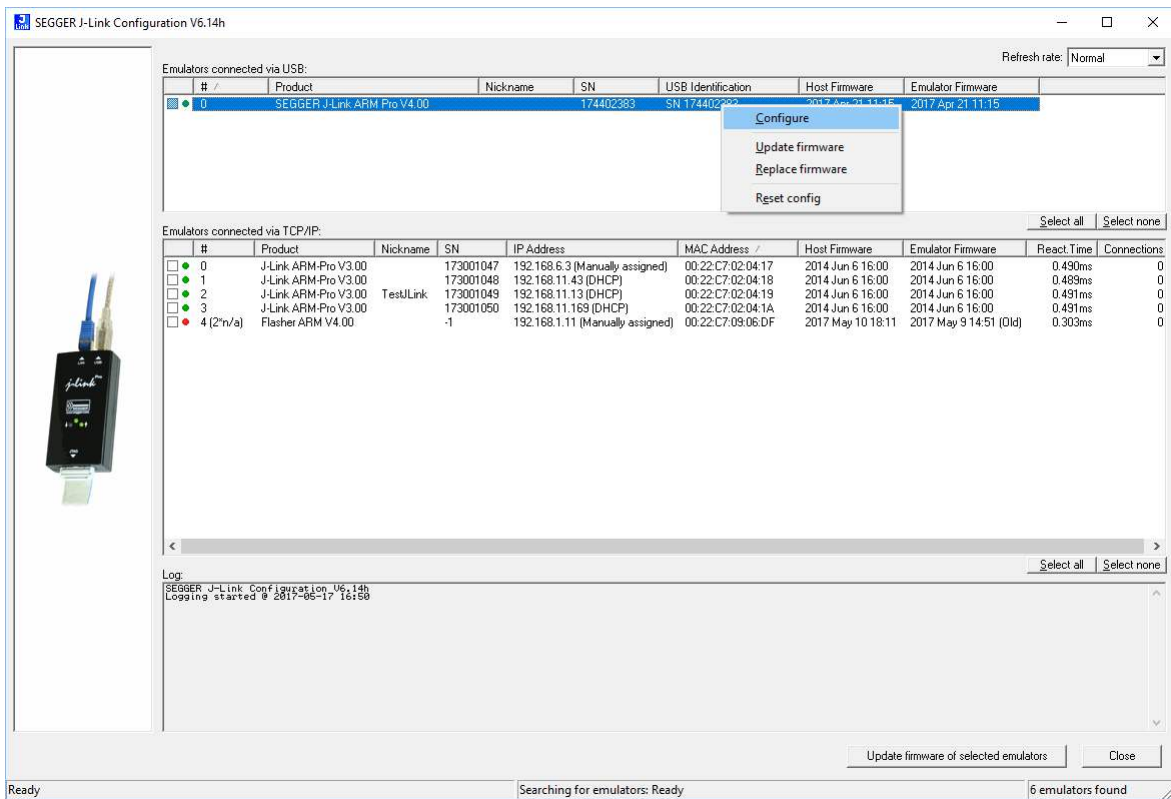 SEGGER J-Link Configuration V6.14h
Refresh rate: Normal
Emulators connected via USB:
# Product Nickname SN USB Identification Host Firmware Emulator Firmware
0 SEGGER J-Link ARM Pro V4.00 174402383 SN 174402383 2017 Apr 21 11:15 2017 Apr 21 11:15
Configure
Update firmware
Replace firmware
Reset config
Select all Select none
Emulators connected via TCP/IP:
# Product Nickname SN IP Address MAC Address Host Firmware Emulator Firmware React.Time Connections
0 J-Link ARM-Pro V3.00 173001047 192.168.6.3 (Manually assigned) 00:22:C7:02:04:17 2014 Jun 6 16:00 2014 Jun 6 16:00 0.490ms 0
1 J-Link ARM-Pro V3.00 173001048 192.168.11.43 (DHCP) 00:22:C7:02:04:18 2014 Jun 6 16:00 2014 Jun 6 16:00 0.489ms 0
2 J-Link ARM-Pro V3.00 TestJLink 173001049 192.168.11.13 (DHCP) 00:22:C7:02:04:19 2014 Jun 6 16:00 2014 Jun 6 16:00 0.491ms 0
3 J-Link ARM-Pro V3.00 173001050 192.168.11.169 (DHCP) 00:22:C7:02:04:1A 2014 Jun 6 16:00 2014 Jun 6 16:00 0.491ms 0
4 (2*n/a) Flasher ARM V4.00 -1 192.168.1.11 (Manually assigned) 00:22:C7:09:06:DF 2017 May 10 18:11 2017 May 9 14:51 (Old) 0.303ms 0
j-link Pro
Select all Select none
Log:
SEGGER J-Link Configuration V6.14h
Logging started @ 2017-05-17 16:50
Update firmware of selected emulators Close
Ready Searching for emulators: Ready 6 emulators found